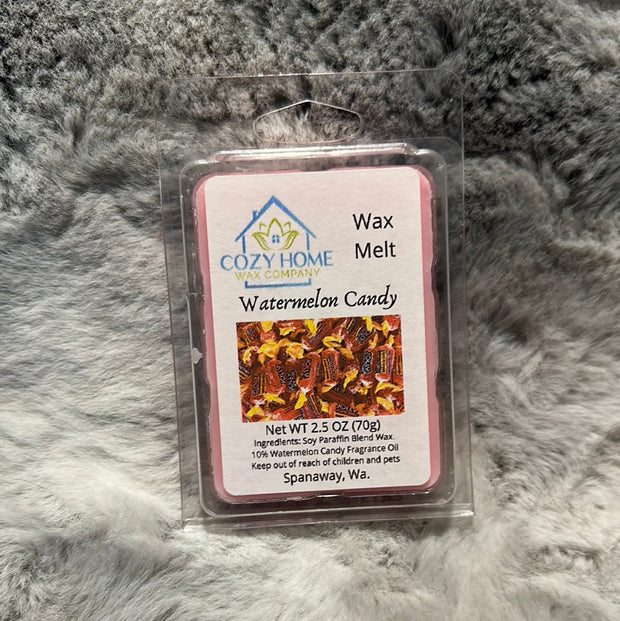 Wax
Melt
COZY HOME
WAX COMPANY
Watermelon Candy
Net WT 2.5 OZ (70g)
Ingredients: Soy Paraffin Blend Wax.
10% Watermelon Candy Fragrance Oil
Keep out of reach of children and pets
Spanaway, Wa.